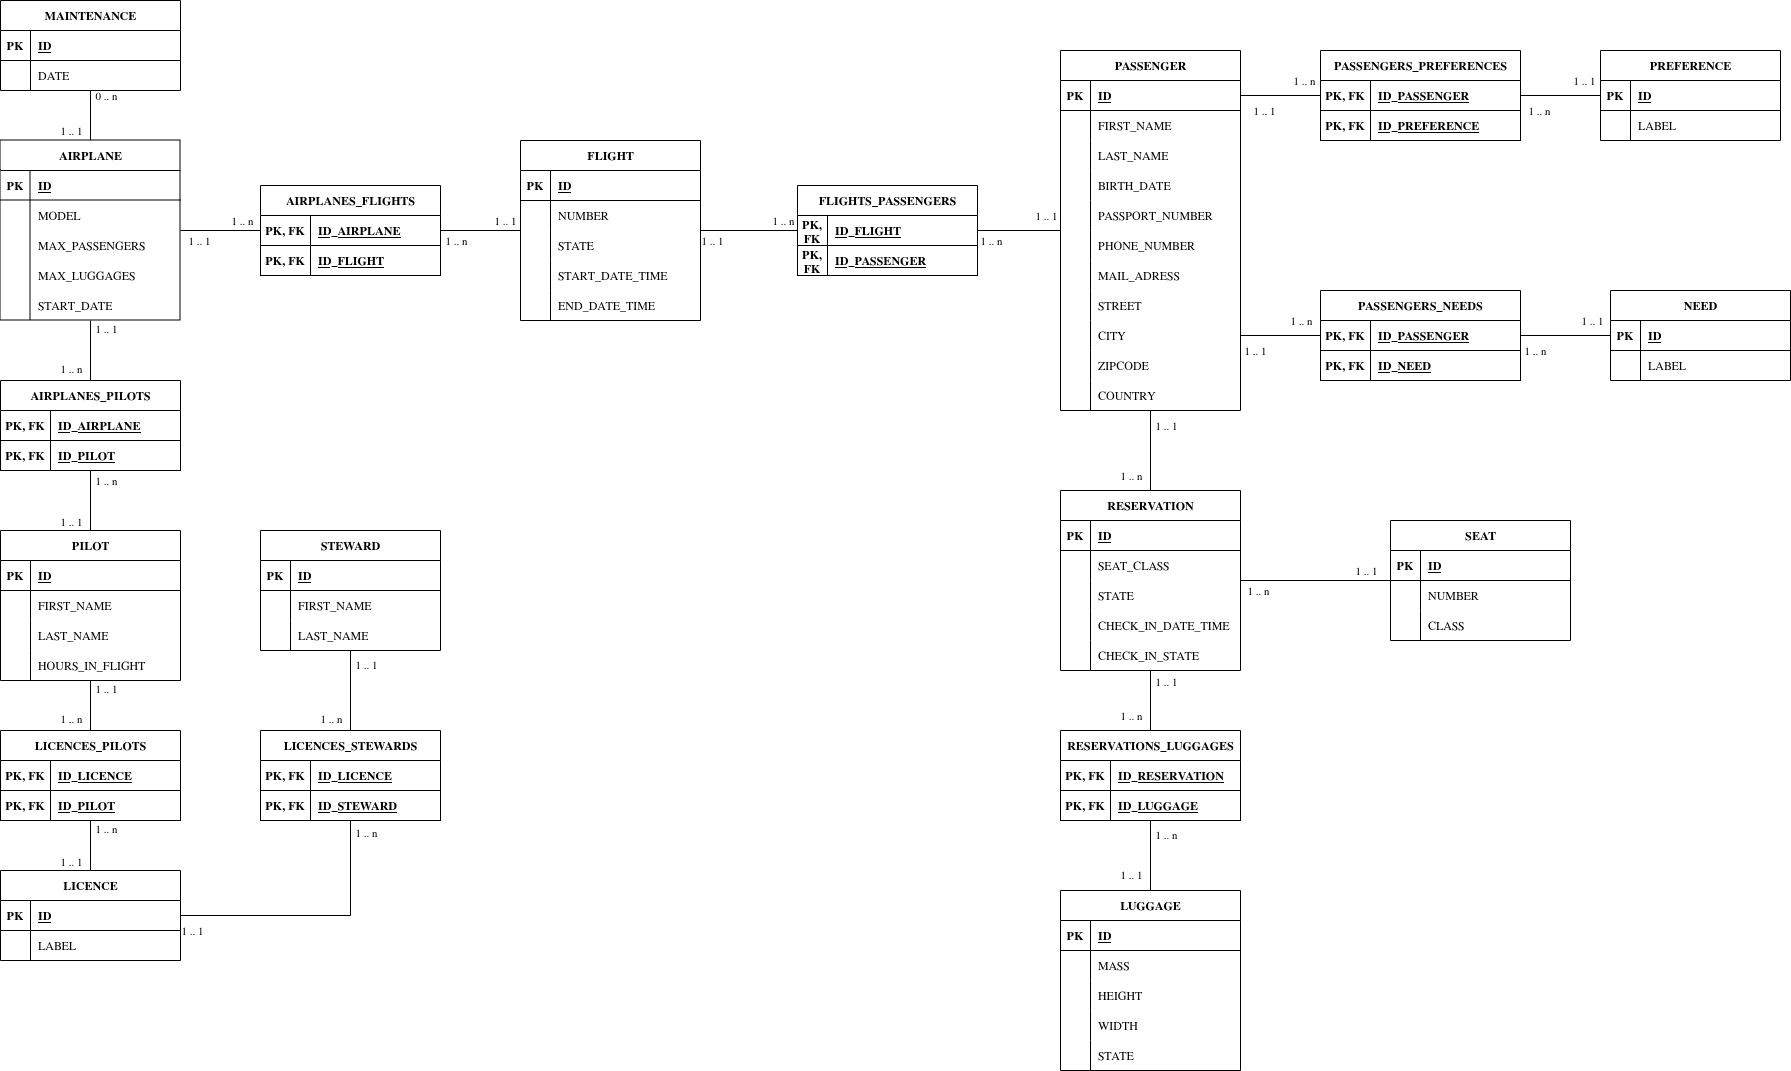 MAINTENANCE
PK ID
DATE
0 .. n
1 .. 1
AIRPLANE
PK ID
MODEL
MAX_PASSENGERS
MAX_LUGGAGES
START_DATE
1 .. n
1 .. 1
AIRPLANES_FLIGHTS
PK, FK ID_AIRPLANE
PK, FK ID_FLIGHT
1 .. 1
1 .. n
FLIGHT
PK ID
NUMBER
STATE
START_DATE_TIME
END_DATE_TIME
1 .. n
1 .. 1
FLIGHTS_PASSENGERS
PK,
FK ID_FLIGHT
PK,
FK ID_PASSENGER
1 .. 1
1 .. n
PASSENGER
PK ID
FIRST_NAME
LAST_NAME
BIRTH_DATE
PASSPORT_NUMBER
PHONE_NUMBER
MAIL_ADRESS
STREET
CITY
ZIPCODE
COUNTRY
1 .. n
1 .. 1
PASSENGERS_PREFERENCES
PK, FK ID_PASSENGER
PK, FK ID_PREFERENCE
1 .. 1
1 .. n
PREFERENCE
PK ID
LABEL
1 .. n
1 .. 1
PASSENGERS_NEEDS
PK, FK ID_PASSENGER
PK, FK ID_NEED
1 .. 1
1 .. n
NEED
PK ID
LABEL
1 .. 1
1 .. n
AIRPLANES_PILOTS
PK, FK ID_AIRPLANE
PK, FK ID_PILOT
1 .. n
1 .. 1
PILOT
PK ID
FIRST_NAME
LAST_NAME
HOURS_IN_FLIGHT
1 .. 1
1 .. n
LICENCES_PILOTS
PK, FK ID_LICENCE
PK, FK ID_PILOT
1 .. n
1 .. 1
LICENCE
PK ID
LABEL
1 .. 1
STEWARD
PK ID
FIRST_NAME
LAST_NAME
1 .. 1
1 .. n
LICENCES_STEWARDS
PK, FK ID_LICENCE
PK, FK ID_STEWARD
1 .. n
1 .. 1
1 .. n
RESERVATION
PK ID
SEAT_CLASS
STATE
CHECK_IN_DATE_TIME
CHECK_IN_STATE
1 .. 1
1 .. n
SEAT
PK ID
NUMBER
CLASS
1 .. 1
1 .. n
RESERVATIONS_LUGGAGES
PK, FK ID_RESERVATION
PK, FK ID_LUGGAGE
1 .. n
1 .. 1
LUGGAGE
PK ID
MASS
HEIGHT
WIDTH
STATE